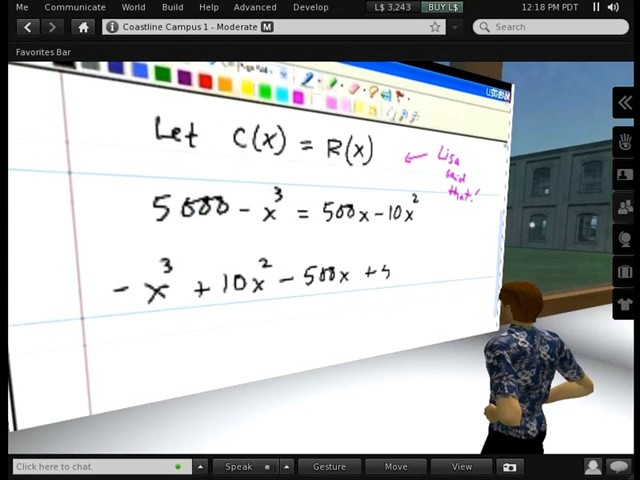 Me Communicate World Build Avatar Develop Advanced L$ 3,243 BUY L$ 12:18 PM PDT
Coastline Campus 1 - Moderate Search
Favorites Bar
Let C(x) = R(x)
Lisa
said
that!
5000 - x³ = 500x - 10x²
- x³ + 10x² - 500x +
Click here to chat. Speak Gesture Move View